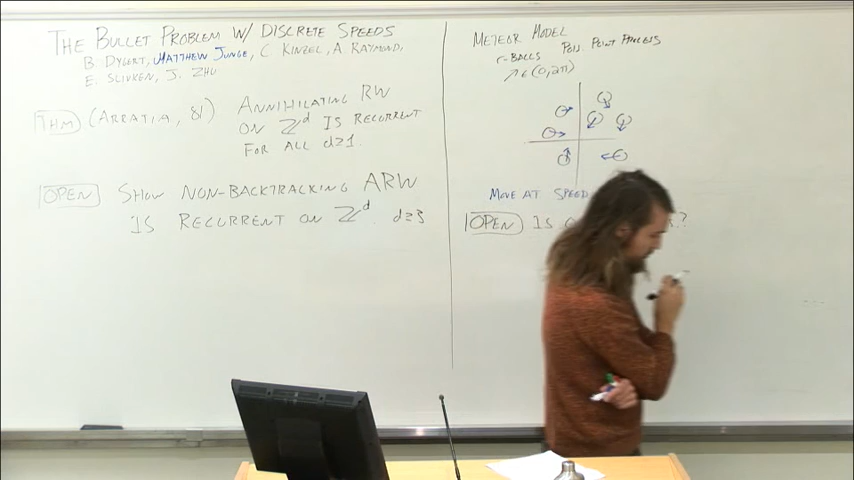 THE BULLET PROBLEM W/ DISCRETE SPEEDS
B. DYGERT, MATTHEW JUNGE, C KINZEL, A RAYMOND,
E. SLIVKEN, J. ZHU
THM (ARRATIA, 81) ANNIHILATING RW
ON ℤ^d IS RECURRENT
FOR ALL d≥1.
OPEN SHOW NON-BACKTRACKING ARW
IS RECURRENT ON ℤ^d d≥3
METEOR MODEL
r-BALLS POIS. POINT PROCESS
∈(0,2π)
MOVE AT SPEED
OPEN IS ?